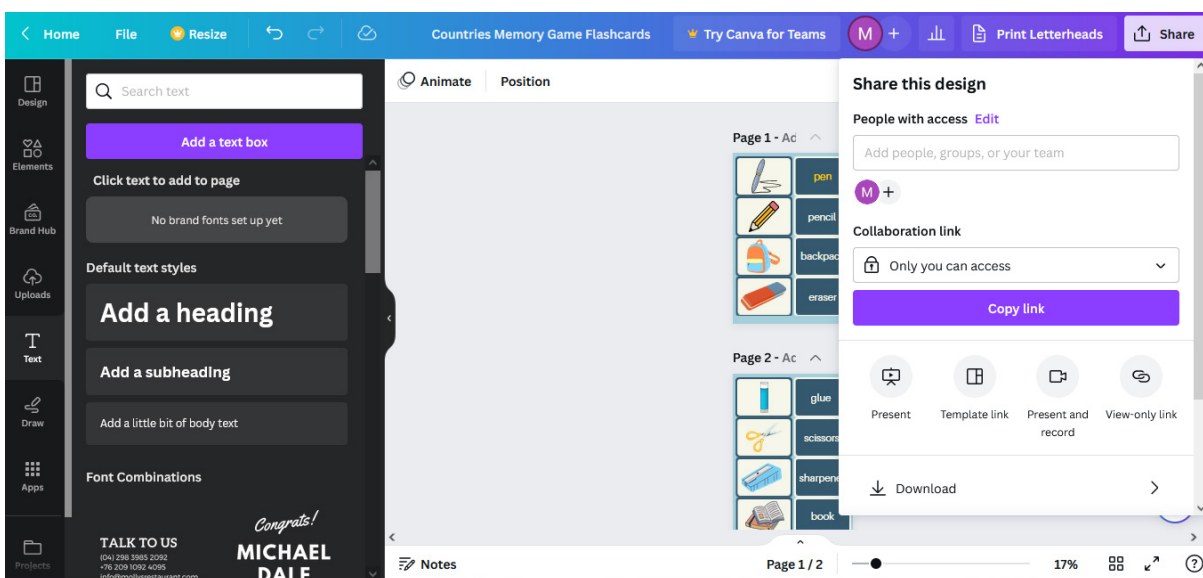 Home File Resize Countries Memory Game Flashcards Try Canva for Teams M + Print Letterheads Share
Design
Elements
CO.
Brand Hub
Uploads
T
Text
Draw
Apps
Projects
Search text
Add a text box
Click text to add to page
No brand fonts set up yet
Default text styles
Add a heading
Add a subheading
Add a little bit of body text
Font Combinations
TALK TO US
(04) 298 3985 2092
+76 209 1092 4095
info@mollysrestaurant.com
Congrats!
MICHAEL
DALE
Animate Position
Page 1 - Ad
pen
pencil
backpac
eraser
Page 2 - Ad
glue
scissors
sharpene
book
Notes
Page 1 / 2
17%
?
Share this design
People with access Edit
Add people, groups, or your team
M +
Collaboration link
Only you can access
Copy link
Present
Template link
Present and
record
View-only link
Download